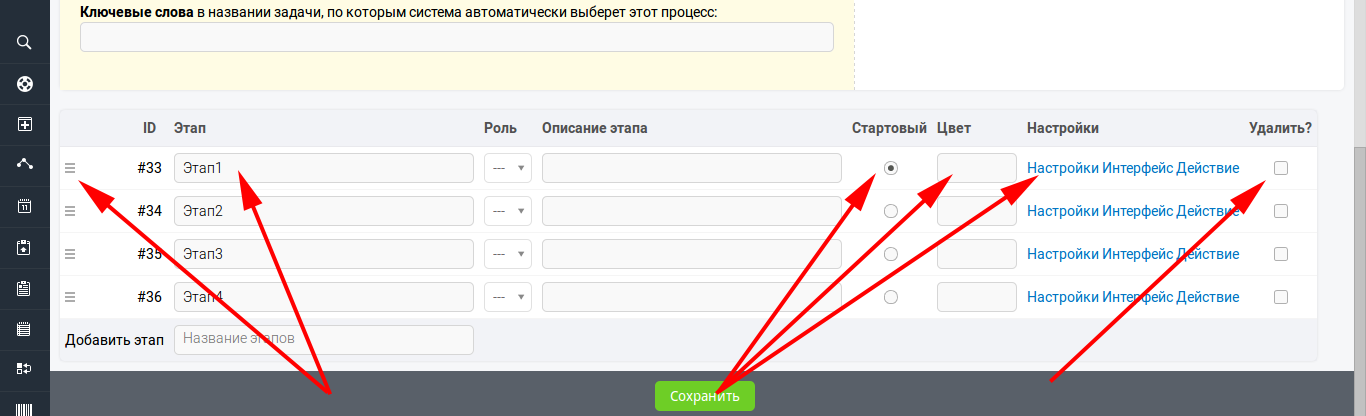 Ключевые слова в названии задачи, по которым система автоматически выберет этот процесс:
ID Этап Роль Описание этапа Стартовый Цвет Настройки Удалить?
#33 Этап1 --- Настройки Интерфейс Действие
#34 Этап2 --- Настройки Интерфейс Действие
#35 Этап3 --- Настройки Интерфейс Действие
#36 Этап4 --- Настройки Интерфейс Действие
Добавить этап Название этапов
Сохранить
11